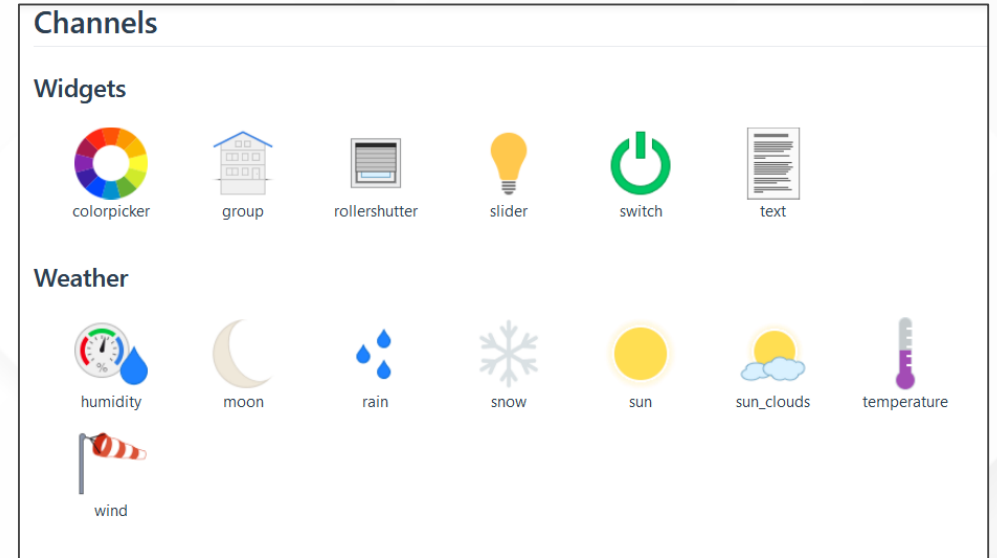 Channels
Widgets
colorpicker group rollershutter slider switch text
Weather
%
humidity moon rain snow sun sun_clouds temperature
wind